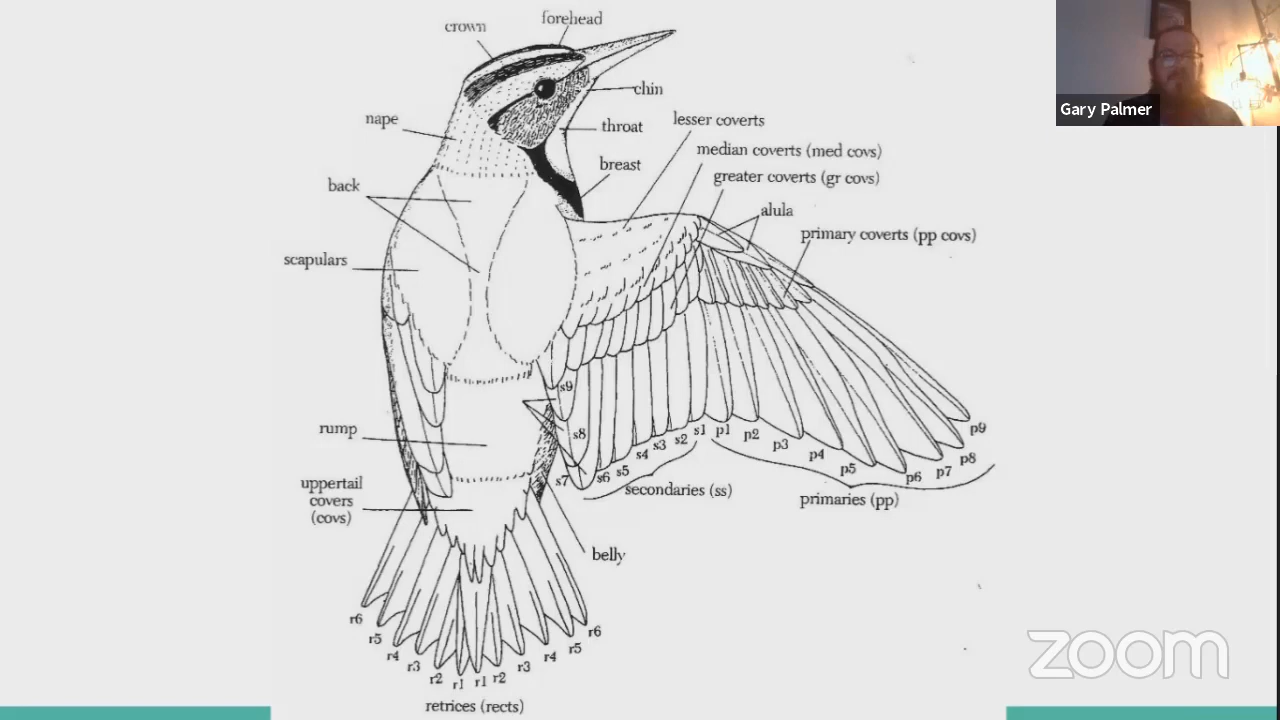 crown
forehead
chin
nape
throat
lesser coverts
median coverts (med covs)
breast
greater coverts (gr covs)
back
alula
primary coverts (pp covs)
scapulars
s9
s8
s7
s6
s5
s4
s3
s2
s1
p1
p2
p3
p4
p5
p6
p7
p8
p9
rump
secondaries (ss)
primaries (pp)
uppertail
covers
(covs)
belly
r6
r5
r4
r3
r2
r1
r1
r2
r3
r4
r5
r6
retrices (rects)
Gary Palmer
zoom